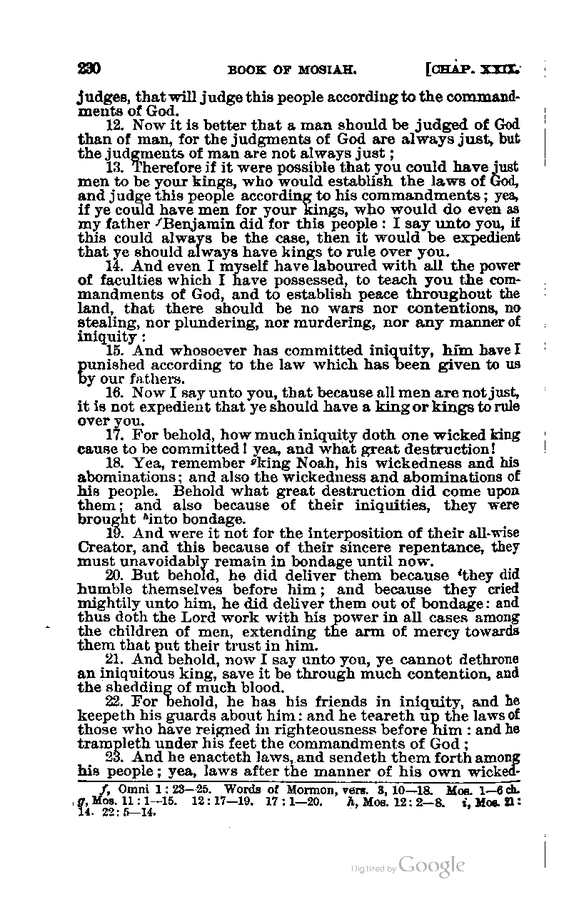 230 BOOK OF MOSIAH. [CHAP. XXIX.
judges, that will judge this people according to the command-
ments of God.
12. Now it is better that a man should be judged of God
than of man, for the judgments of God are always just, but
the judgments of man are not always just;
13. Therefore if it were possible that you could have just
men to be your kings, who would establish the laws of God,
and judge this people according to his commandments; yea,
if ye could have men for your kings, who would do even as
my father ᶠBenjamin did for this people: I say unto you, if
this could always be the case, then it would be expedient
that ye should always have kings to rule over you.
14. And even I myself have laboured with all the power
of faculties which I have possessed, to teach you the com-
mandments of God, and to establish peace throughout the
land, that there should be no wars nor contentions, no
stealing, nor plundering, nor murdering, nor any manner of
iniquity:
15. And whosoever has committed iniquity, him have I
punished according to the law which has been given to us
by our fathers.
16. Now I say unto you, that because all men are not just,
it is not expedient that ye should have a king or kings to rule
over you.
17. For behold, how much iniquity doth one wicked king
cause to be committed! yea, and what great destruction!
18. Yea, remember ᵍking Noah, his wickedness and his
abominations; and also the wickedness and abominations of
his people. Behold what great destruction did come upon
them; and also because of their iniquities, they were
brought ʰinto bondage.
19. And were it not for the interposition of their all-wise
Creator, and this because of their sincere repentance, they
must unavoidably remain in bondage until now.
20. But behold, he did deliver them because ⁱthey did
humble themselves before him; and because they cried
mightily unto him, he did deliver them out of bondage: and
thus doth the Lord work with his power in all cases among
the children of men, extending the arm of mercy towards
them that put their trust in him.
21. And behold, now I say unto you, ye cannot dethrone
an iniquitous king, save it be through much contention, and
the shedding of much blood.
22. For behold, he has his friends in iniquity, and he
keepeth his guards about him: and he teareth up the laws of
those who have reigned in righteousness before him: and he
trampleth under his feet the commandments of God;
23. And he enacteth laws, and sendeth them forth among
his people; yea, laws after the manner of his own wicked-
f, Omni 1: 23—25. Words of Mormon, vers. 3, 10—18. Mos. 1—6 ch.
g, Mos. 11: 1—15. 12: 17—19. 17: 1—20. h, Mos. 12: 2—8. i, Mos. 21:
14. 22: 5—14.
Digitized by Google